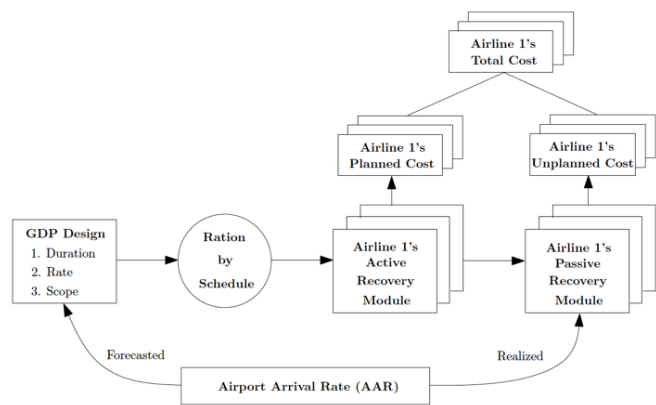 Airline 1's
Total Cost
Airline 1's
Planned Cost
Airline 1's
Unplanned Cost
GDP Design
1. Duration
2. Rate
3. Scope
Ration
by
Schedule
Airline 1's
Active
Recovery
Module
Airline 1's
Passive
Recovery
Module
Forecasted
Realized
Airport Arrival Rate (AAR)